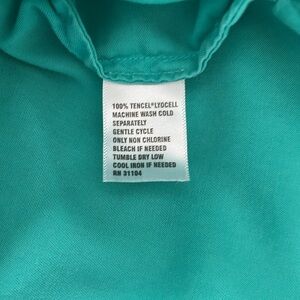 100% TENCEL®LYOCELL
MACHINE WASH COLD
SEPARATELY
GENTLE CYCLE
ONLY NON CHLORINE
BLEACH IF NEEDED
TUMBLE DRY LOW
COOL IRON IF NEEDED
RN 31104